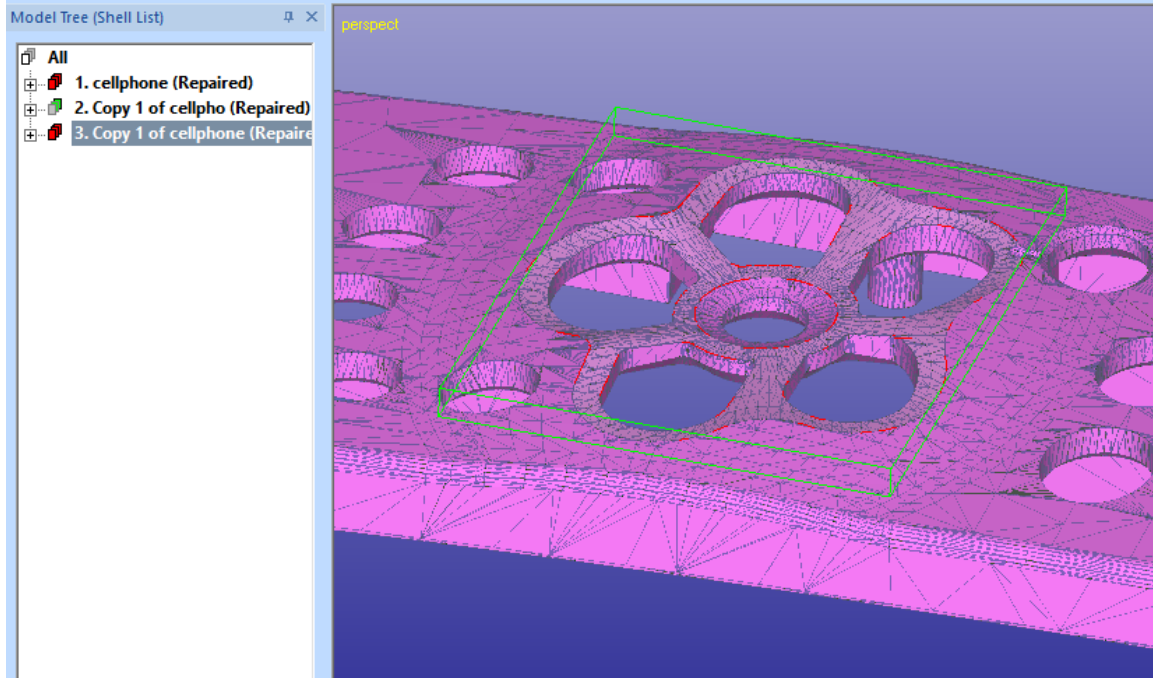 Model Tree (Shell List)
perspect
All
1. cellphone (Repaired)
2. Copy 1 of cellpho (Repaired)
3. Copy 1 of cellphone (Repaire